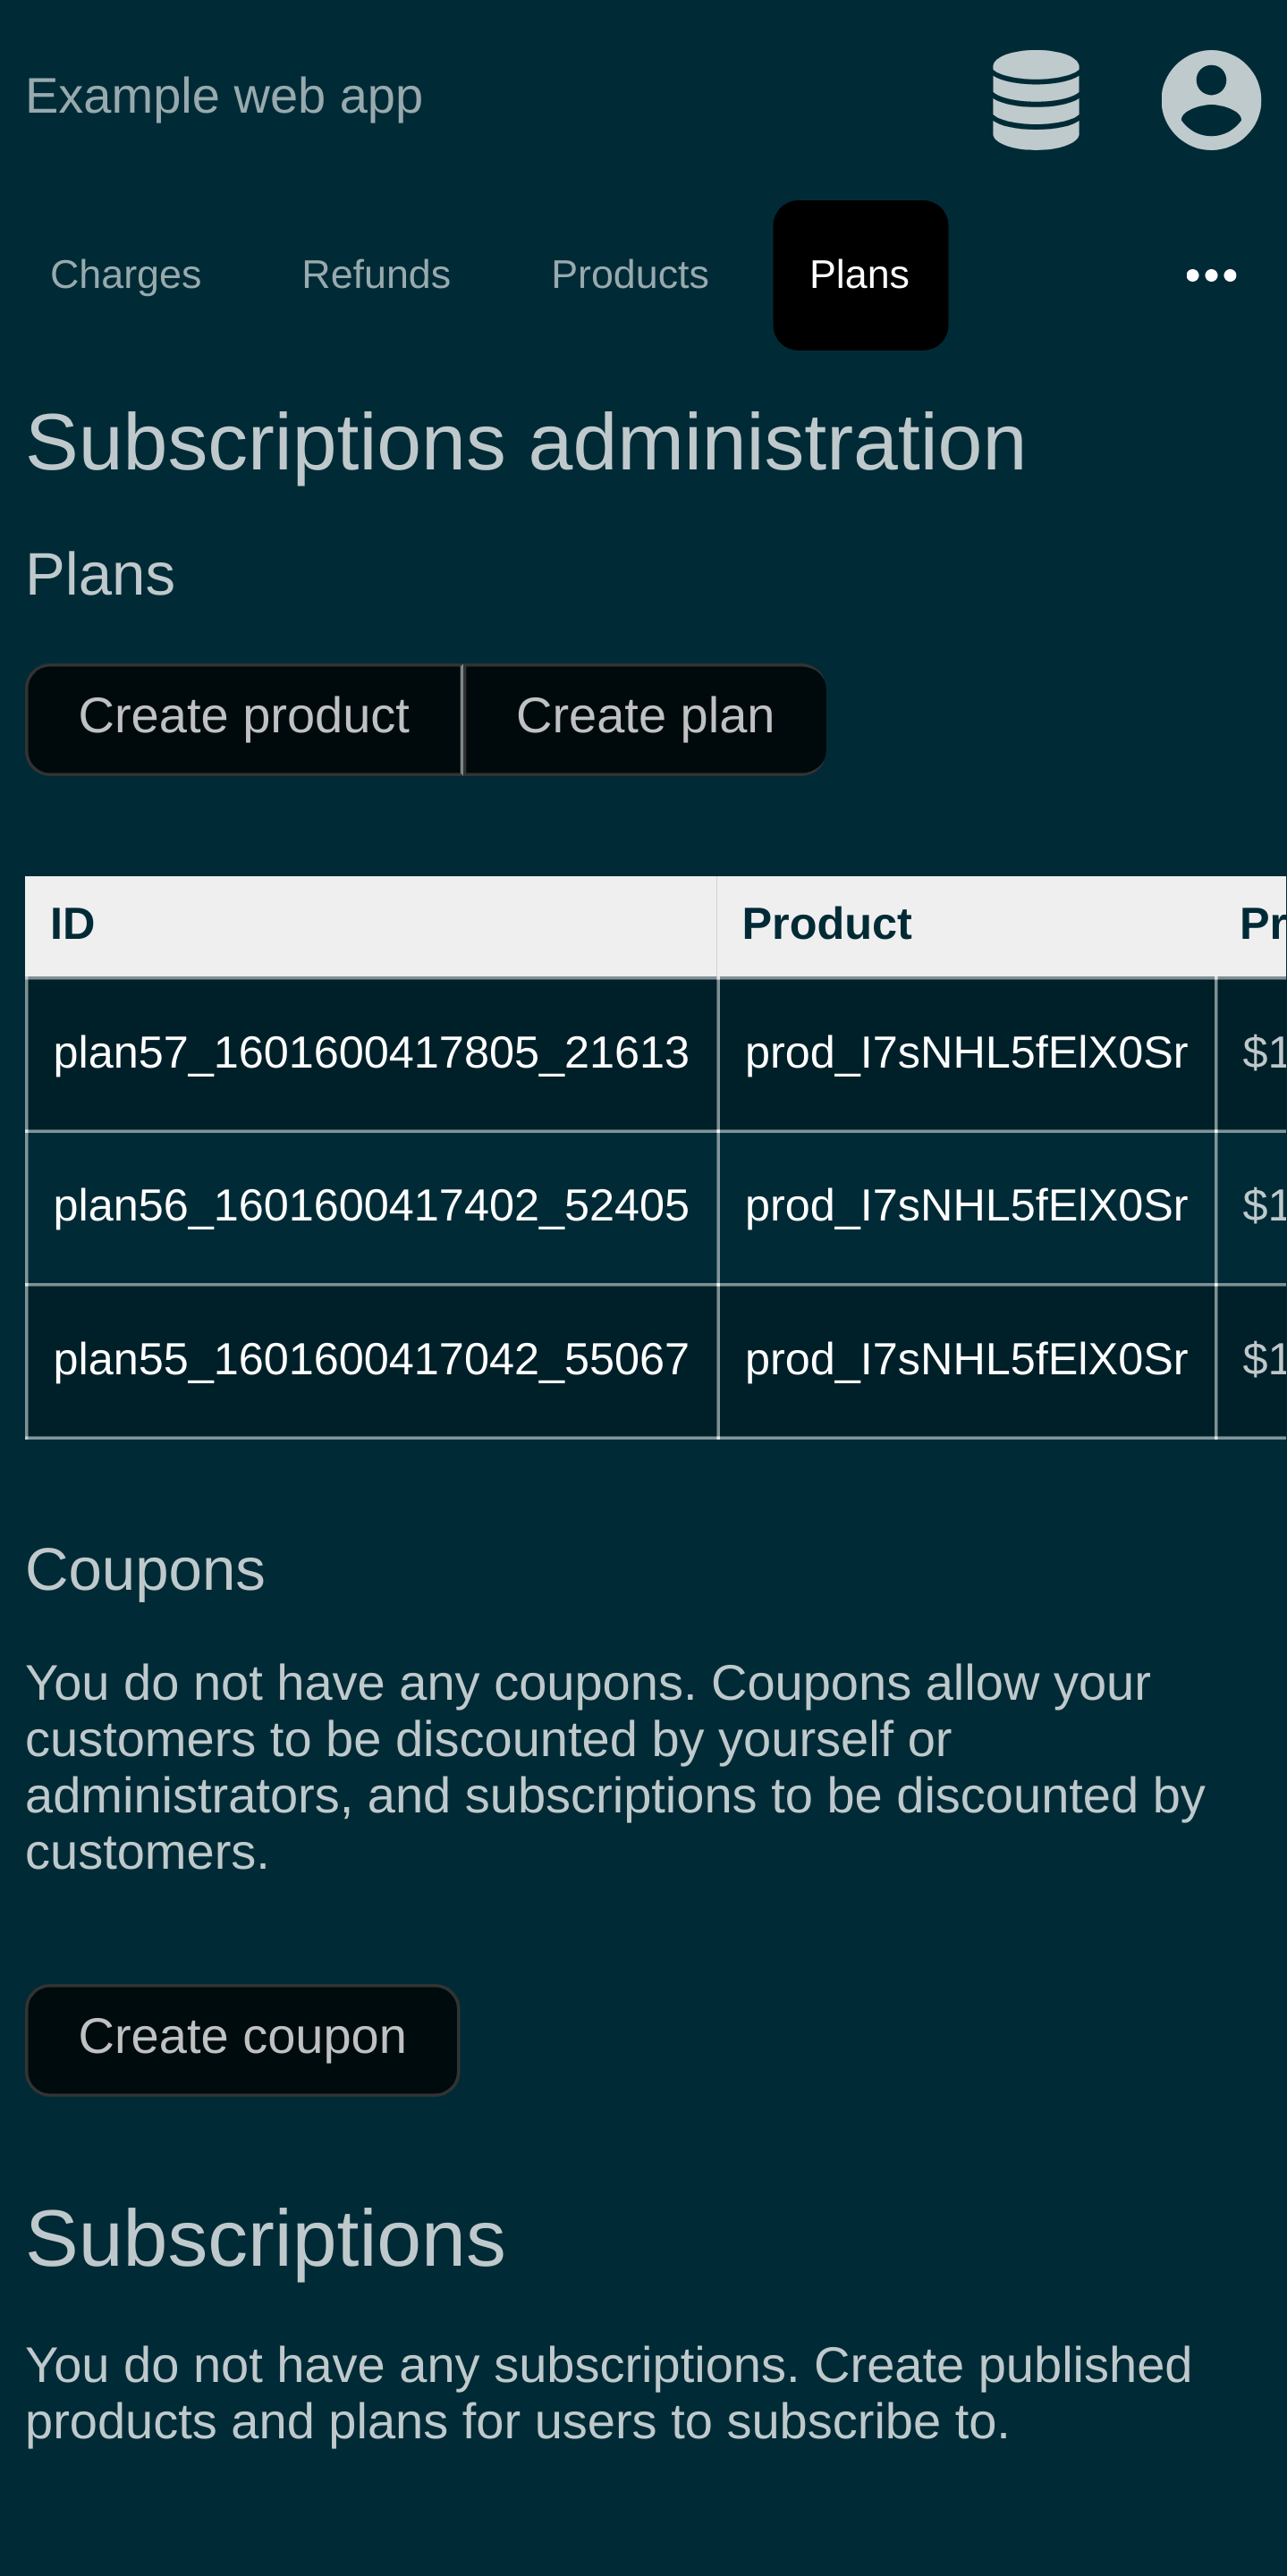 Example web app
Charges Refunds Products Plans
Subscriptions administration
Plans
Create product Create plan
ID Product Pr
plan57_1601600417805_21613 prod_I7sNHL5fElX0Sr $1
plan56_1601600417402_52405 prod_I7sNHL5fElX0Sr $1
plan55_1601600417042_55067 prod_I7sNHL5fElX0Sr $1
Coupons
You do not have any coupons. Coupons allow your
customers to be discounted by yourself or
administrators, and subscriptions to be discounted by
customers.
Create coupon
Subscriptions
You do not have any subscriptions. Create published
products and plans for users to subscribe to.